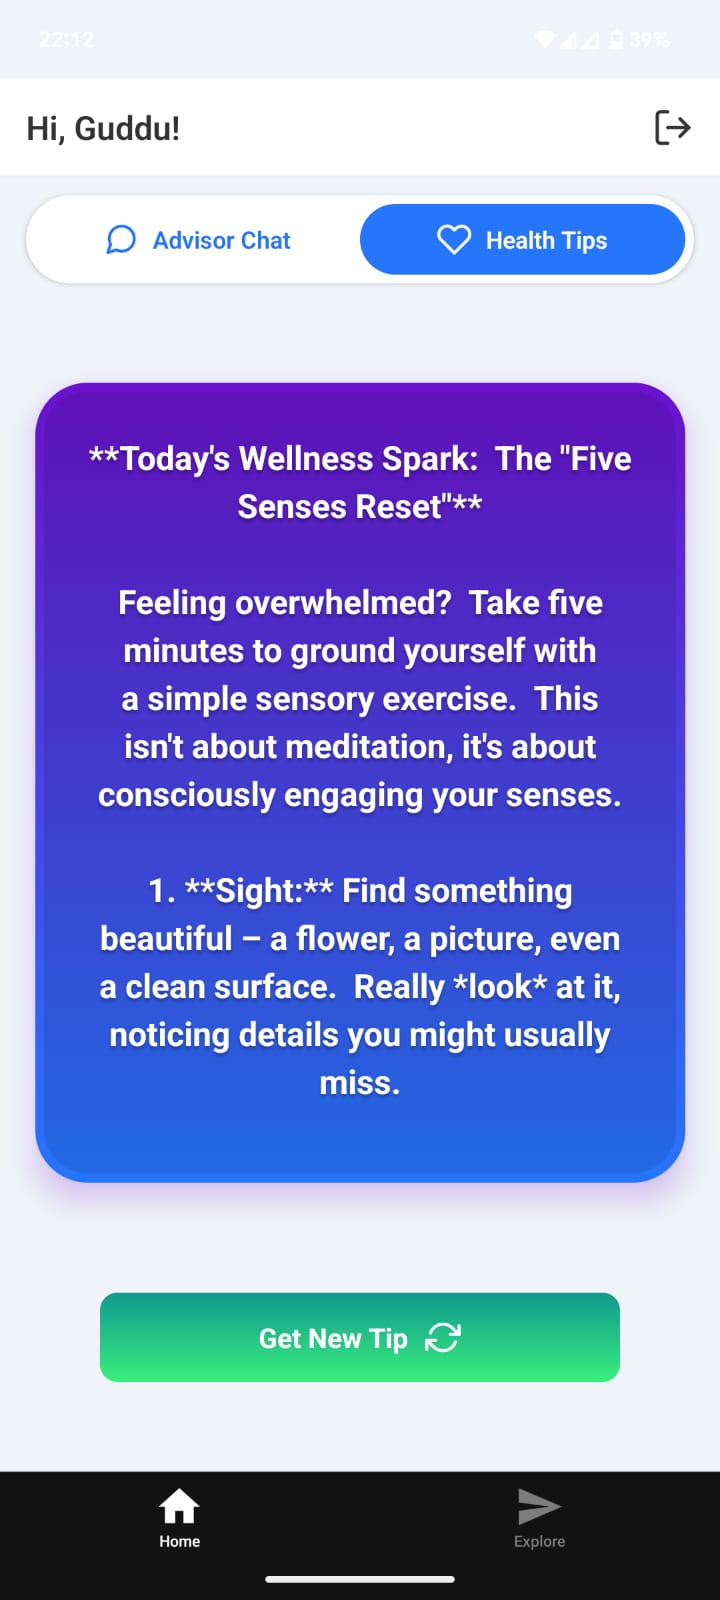 22:12
39%
Hi, Guddu!
Advisor Chat
Health Tips
**Today's Wellness Spark:  The "Five
Senses Reset"**
Feeling overwhelmed?  Take five
minutes to ground yourself with
a simple sensory exercise.  This
isn't about meditation, it's about
consciously engaging your senses.
1. **Sight:** Find something
beautiful – a flower, a picture, even
a clean surface.  Really *look* at it,
noticing details you might usually
miss.
Get New Tip
Home
Explore